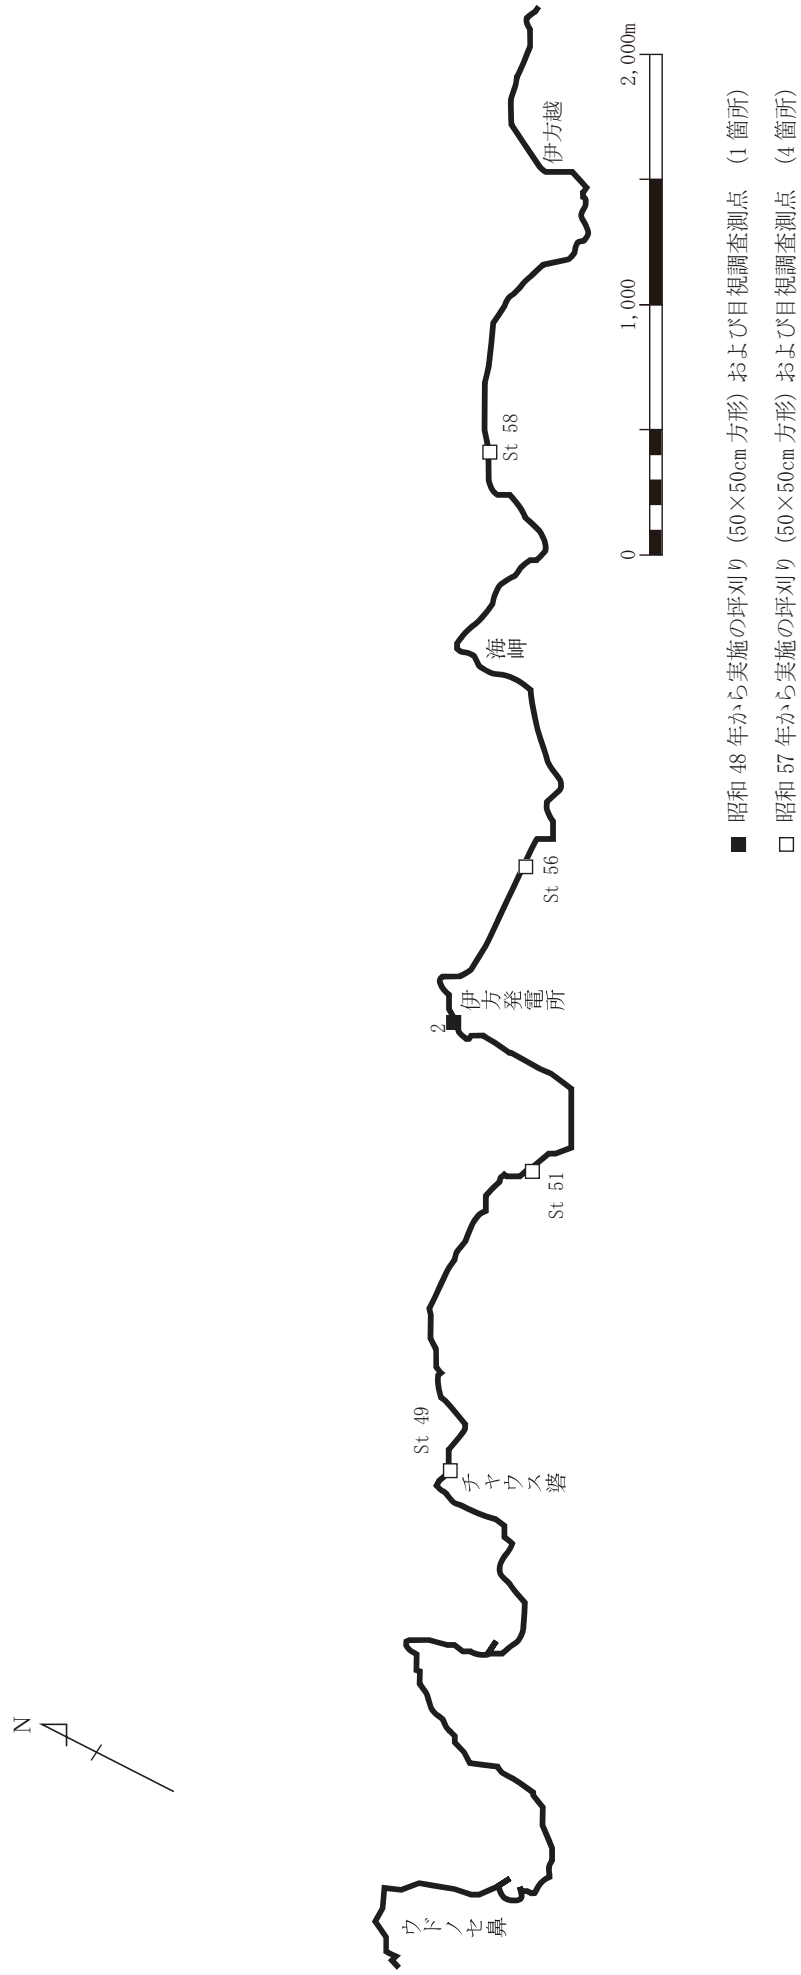 N
ウドノセ鼻
チャウス碆
St 49
St 51
2
伊方発電所
St 56
海岬
St 58
伊方越
0
1,000
2,000m
■ 昭和 48 年から実施の坪刈り (50×50cm 方形) および目視調査測点 (1 箇所)
□ 昭和 57 年から実施の坪刈り (50×50cm 方形) および目視調査測点 (4 箇所)